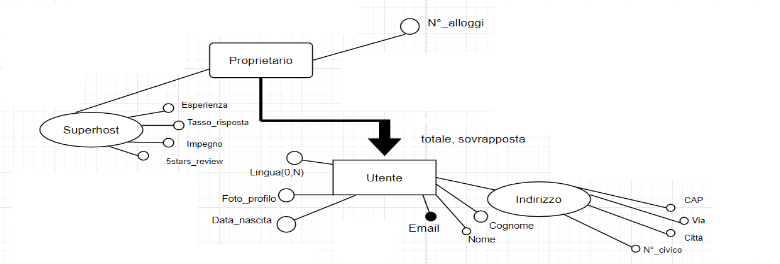 N°_alloggi
Proprietario
Esperienza
Tasso_risposta
Superhost
Impegno
5stars_review
totale, sovrapposta
Lingua(0,N)
Utente
Foto_profilo
Indirizzo
CAP
Via
Data_nascita
Cognome
Email
Nome
Città
N°_civico